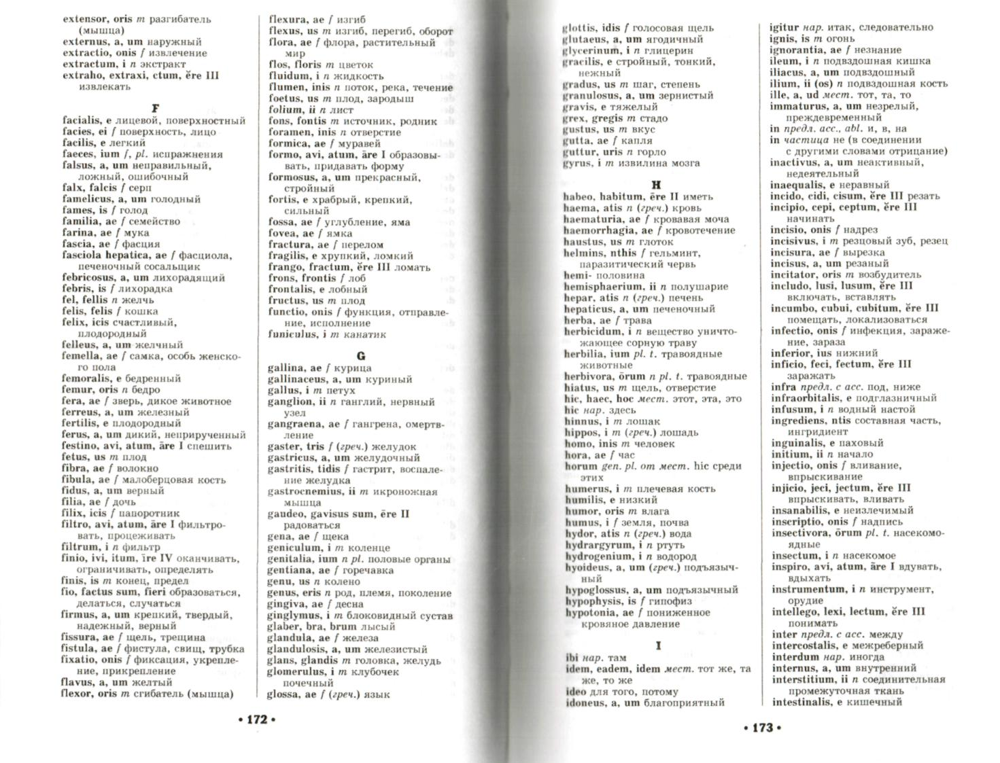 extensor, oris m разгибатель
(мышца)
externus, a, um наружный
extractio, onis f извлечение
extractum, i n экстракт
extraho, extraxi, ctum, ĕre III
извлекать
F
facialis, e лицевой, поверхностный
facies, ei f поверхность, лицо
facilis, e легкий
faeces, ium f, pl. испражнения
falsus, a, um неправильный,
ложный, ошибочный
falx, falcis f серп
famelicus, a, um голодный
fames, is f голод
familia, ae f семейство
farina, ae f мука
fascia, ae f фасция
fasciola hepatica, ae f фасциола,
печеночный сосальщик
febricosus, a, um лихорадящий
febris, is f лихорадка
fel, fellis n желчь
felis, felis f кошка
felix, icis счастливый,
плодородный
felleus, a, um желчный
femella, ae f самка, особь женско-
го пола
femoralis, e бедренный
femur, oris n бедро
fera, ae f зверь, дикое животное
ferreus, a, um железный
fertilis, e плодородный
ferus, a, um дикий, неприрученный
festino, avi, atum, āre I спешить
fetus, us m плод
fibra, ae f волокно
fibula, ae f малоберцовая кость
fidus, a, um верный
filia, ae f дочь
filix, icis f папоротник
filtro, avi, atum, āre I фильтро-
вать, процеживать
filtrum, i n фильтр
finio, ivi, itum, īre IV оканчивать,
ограничивать, определять
finis, is m конец, предел
fio, factus sum, fieri образоваться,
делаться, случаться
firmus, a, um крепкий, твердый,
надежный, верный
fissura, ae f щель, трещина
fistula, ae f фистула, свищ, трубка
fixatio, onis f фиксация, укрепле-
ние, прикрепление
flavus, a, um желтый
flexor, oris m сгибатель (мышца)
flexura, ae f изгиб
flexus, us m изгиб, перегиб, оборот
flora, ae f флора, растительный
мир
flos, floris m цветок
fluidum, i n жидкость
flumen, inis n поток, река, течение
foetus, us m плод, зародыш
folium, ii n лист
fons, fontis m источник, родник
foramen, inis n отверстие
formica, ae f муравей
formo, avi, atum, āre I образовы-
вать, придавать форму
formosus, a, um прекрасный,
стройный
fortis, e храбрый, крепкий,
сильный
fossa, ae f углубление, яма
fovea, ae f ямка
fractura, ae f перелом
fragilis, e хрупкий, ломкий
frango, fractum, ĕre III ломать
frons, frontis f лоб
frontalis, e лобный
fructus, us m плод
functio, onis f функция, отправле-
ние, исполнение
funiculus, i m канатик
G
gallina, ae f курица
gallinaceus, a, um куриный
gallus, i m петух
ganglion, ii n ганглий, нервный
узел
gangraena, ae f гангрена, омертв-
ление
gaster, tris f (греч.) желудок
gastricus, a, um желудочный
gastritis, tidis f гастрит, воспале-
ние желудка
gastrocnemius, ii m икроножная
мышца
gaudeo, gavisus sum, ēre II
радоваться
gena, ae f щека
geniculum, i m коленце
genitalia, ium n pl. половые органы
gentiana, ae f горечавка
genu, us n колено
genus, eris n род, племя, поколение
gingiva, ae f десна
ginglymus, i m блоковидный сустав
glaber, bra, brum лысый
glandula, ae f железа
glandulosis, a, um железистый
glans, glandis m головка, желудь
glomerulus, i m клубочек
почечный
glossa, ae f (греч.) язык
• 172 •
glottis, idis f голосовая щель
glutaeus, a, um ягодичный
glycerinum, i n глицерин
gracilis, e стройный, тонкий,
нежный
gradus, us m шаг, степень
granulosus, a, um зернистый
gravis, e тяжелый
grex, gregis m стадо
gustus, us m вкус
gutta, ae f капля
guttur, uris n горло
gyrus, i m извилина мозга
H
habeo, habitum, ēre II иметь
haema, atis n (греч.) кровь
haematuria, ae f кровавая моча
haemorrhagia, ae f кровотечение
haustus, us m глоток
helmins, nthis f гельминт,
паразитический червь
hemi- половина
hemisphaerium, ii n полушарие
hepar, atis n (греч.) печень
hepaticus, a, um печеночный
herba, ae f трава
herbicidum, i n вещество уничто-
жающее сорную траву
herbilia, ium pl. t. травоядные
животные
herbivora, ōrum n pl. t. травоядные
hiatus, us m щель, отверстие
hic, haec, hoc мест. этот, эта, это
hic нар. здесь
hinnus, i m лошак
hippos, i m (греч.) лошадь
homo, inis m человек
hora, ae f час
horum gen. pl. от мест. hic среди
этих
humerus, i m плечевая кость
humilis, e низкий
humor, oris m влага
humus, i f земля, почва
hydor, atis n (греч.) вода
hydrargyrum, i n ртуть
hydrogenium, i n водород
hyoideus, a, um (греч.) подъязыч-
ный
hypoglossus, a, um подъязычный
hypophysis, is f гипофиз
hypotonia, ae f пониженное
кровяное давление
I
ibi нар. там
idem, eadem, idem мест. тот же, та
же, то же
ideo для того, потому
idoneus, a, um благоприятный
igitur нар. итак, следовательно
ignis, is m огонь
ignorantia, ae f незнание
ileum, i n подвздошная кишка
iliacus, a, um подвздошный
ilium, ii (os) n подвздошная кость
ille, a, ud мест. тот, та, то
immaturus, a, um незрелый,
преждевременный
in предл. acc., abl. и, в, на
in частица не (в соединении
с другими словами отрицание)
inactivus, a, um неактивный,
недеятельный
inaequalis, e неравный
incido, cidi, cisum, ĕre III резать
incipio, cepi, ceptum, ĕre III
начинать
incisio, onis f надрез
incisivus, i m резцовый зуб, резец
incisura, ae f вырезка
incisus, a, um резаный
incitator, oris m возбудитель
includo, lusi, lusum, ĕre III
включать, вставлять
incumbo, cubui, cubitum, ĕre III
помещать, локализоваться
infectio, onis f инфекция, зараже-
ние, зараза
inferior, ius нижний
inficio, feci, fectum, ĕre III
заражать
infra предл. с acc. под, ниже
infraorbitalis, e подглазничный
infusum, i n водный настой
ingrediens, ntis составная часть,
ингридиент
inguinalis, e паховый
initium, ii n начало
injectio, onis f вливание,
впрыскивание
injicio, jeci, jectum, ĕre III
впрыскивать, вливать
insanabilis, e неизлечимый
inscriptio, onis f надпись
insectivora, ōrum pl. t. насекомо-
ядные
insectum, i n насекомое
inspiro, avi, atum, āre I вдувать,
вдыхать
instrumentum, i n инструмент,
орудие
intellego, lexi, lectum, ĕre III
понимать
inter предл. с acc. между
intercostalis, e межреберный
interdum нар. иногда
internus, a, um внутренний
interstitium, ii n соединительная
промежуточная ткань
intestinalis, e кишечный
• 173 •